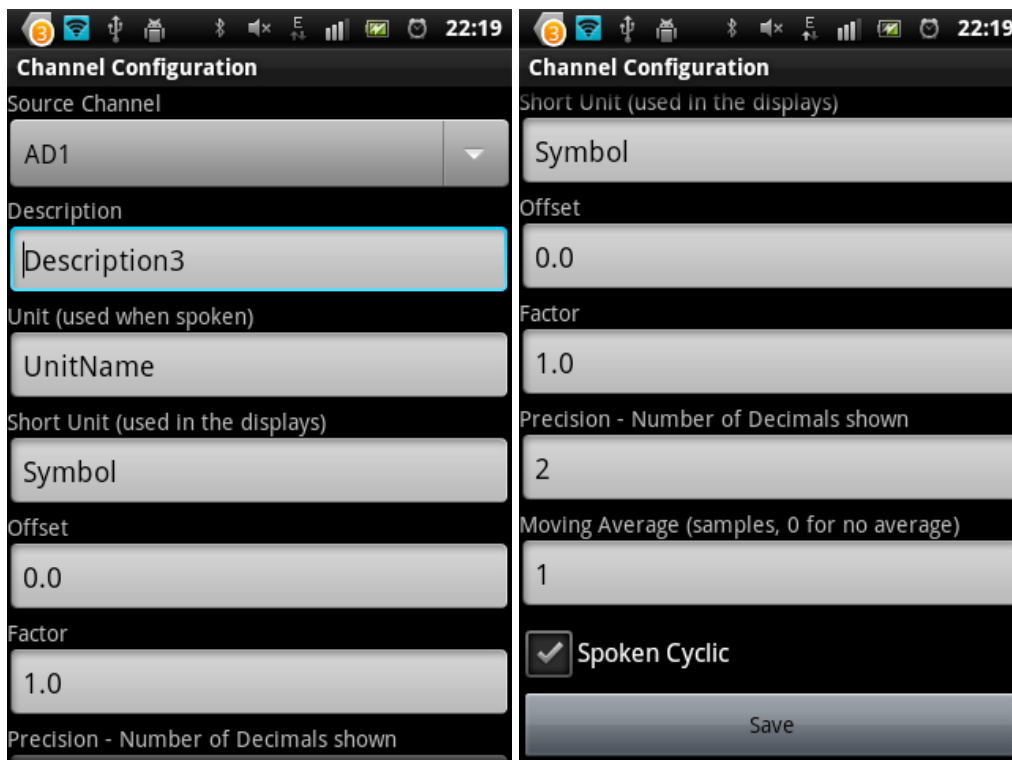 3
E
22:19
Channel Configuration
Source Channel
AD1
Description
Description3
Unit (used when spoken)
UnitName
Short Unit (used in the displays)
Symbol
Offset
0.0
Factor
1.0
Precision - Number of Decimals shown
3
E
22:19
Channel Configuration
Short Unit (used in the displays)
Symbol
Offset
0.0
Factor
1.0
Precision - Number of Decimals shown
2
Moving Average (samples, 0 for no average)
1
Spoken Cyclic
Save